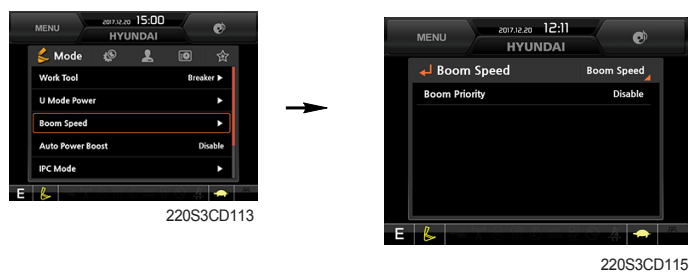 MENU
2017.12.20 15:00
HYUNDAI
Mode
Work Tool Breaker
U Mode Power
Boom Speed
Auto Power Boost Disable
IPC Mode
E
220S3CD113
MENU
2017.12.20 12:11
HYUNDAI
Boom Speed Boom Speed
Boom Priority Disable
E
220S3CD115